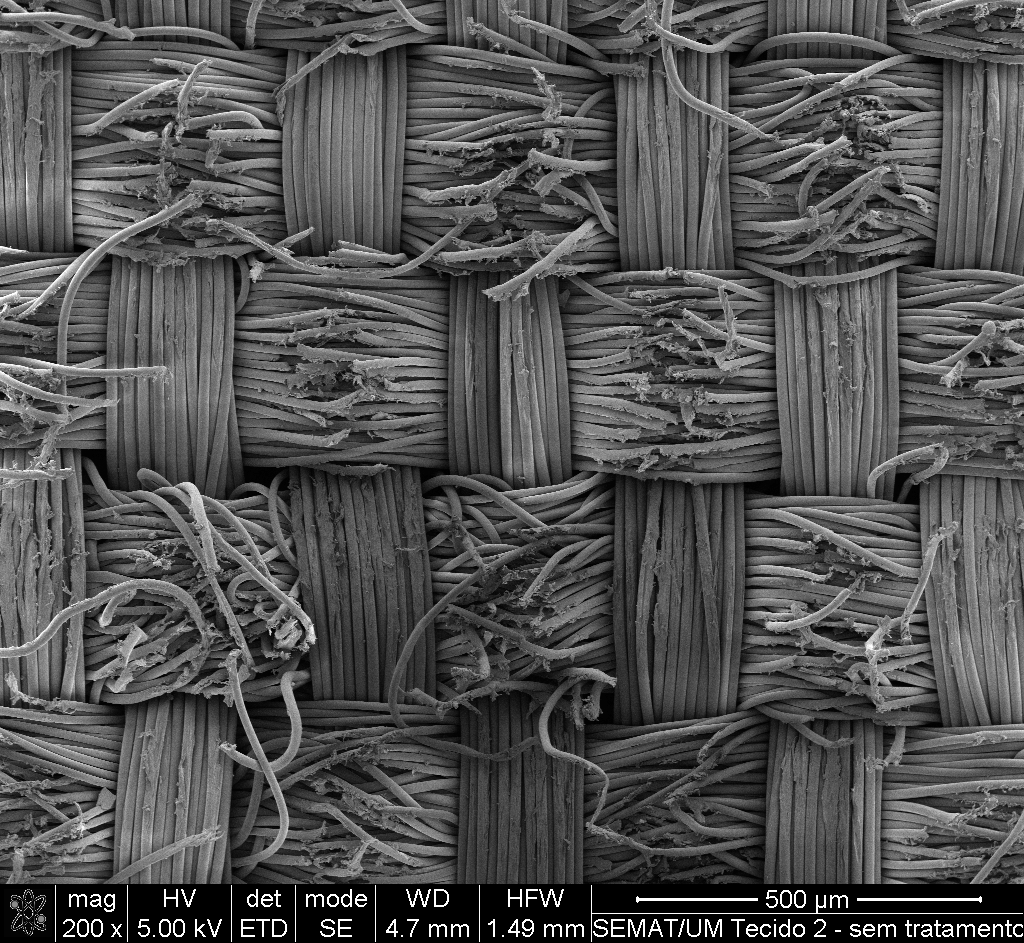 mag HV det mode WD HFW 500 µm
200 x 5.00 kV ETD SE 4.7 mm 1.49 mm SEMAT/UM Tecido 2 - sem tratamento